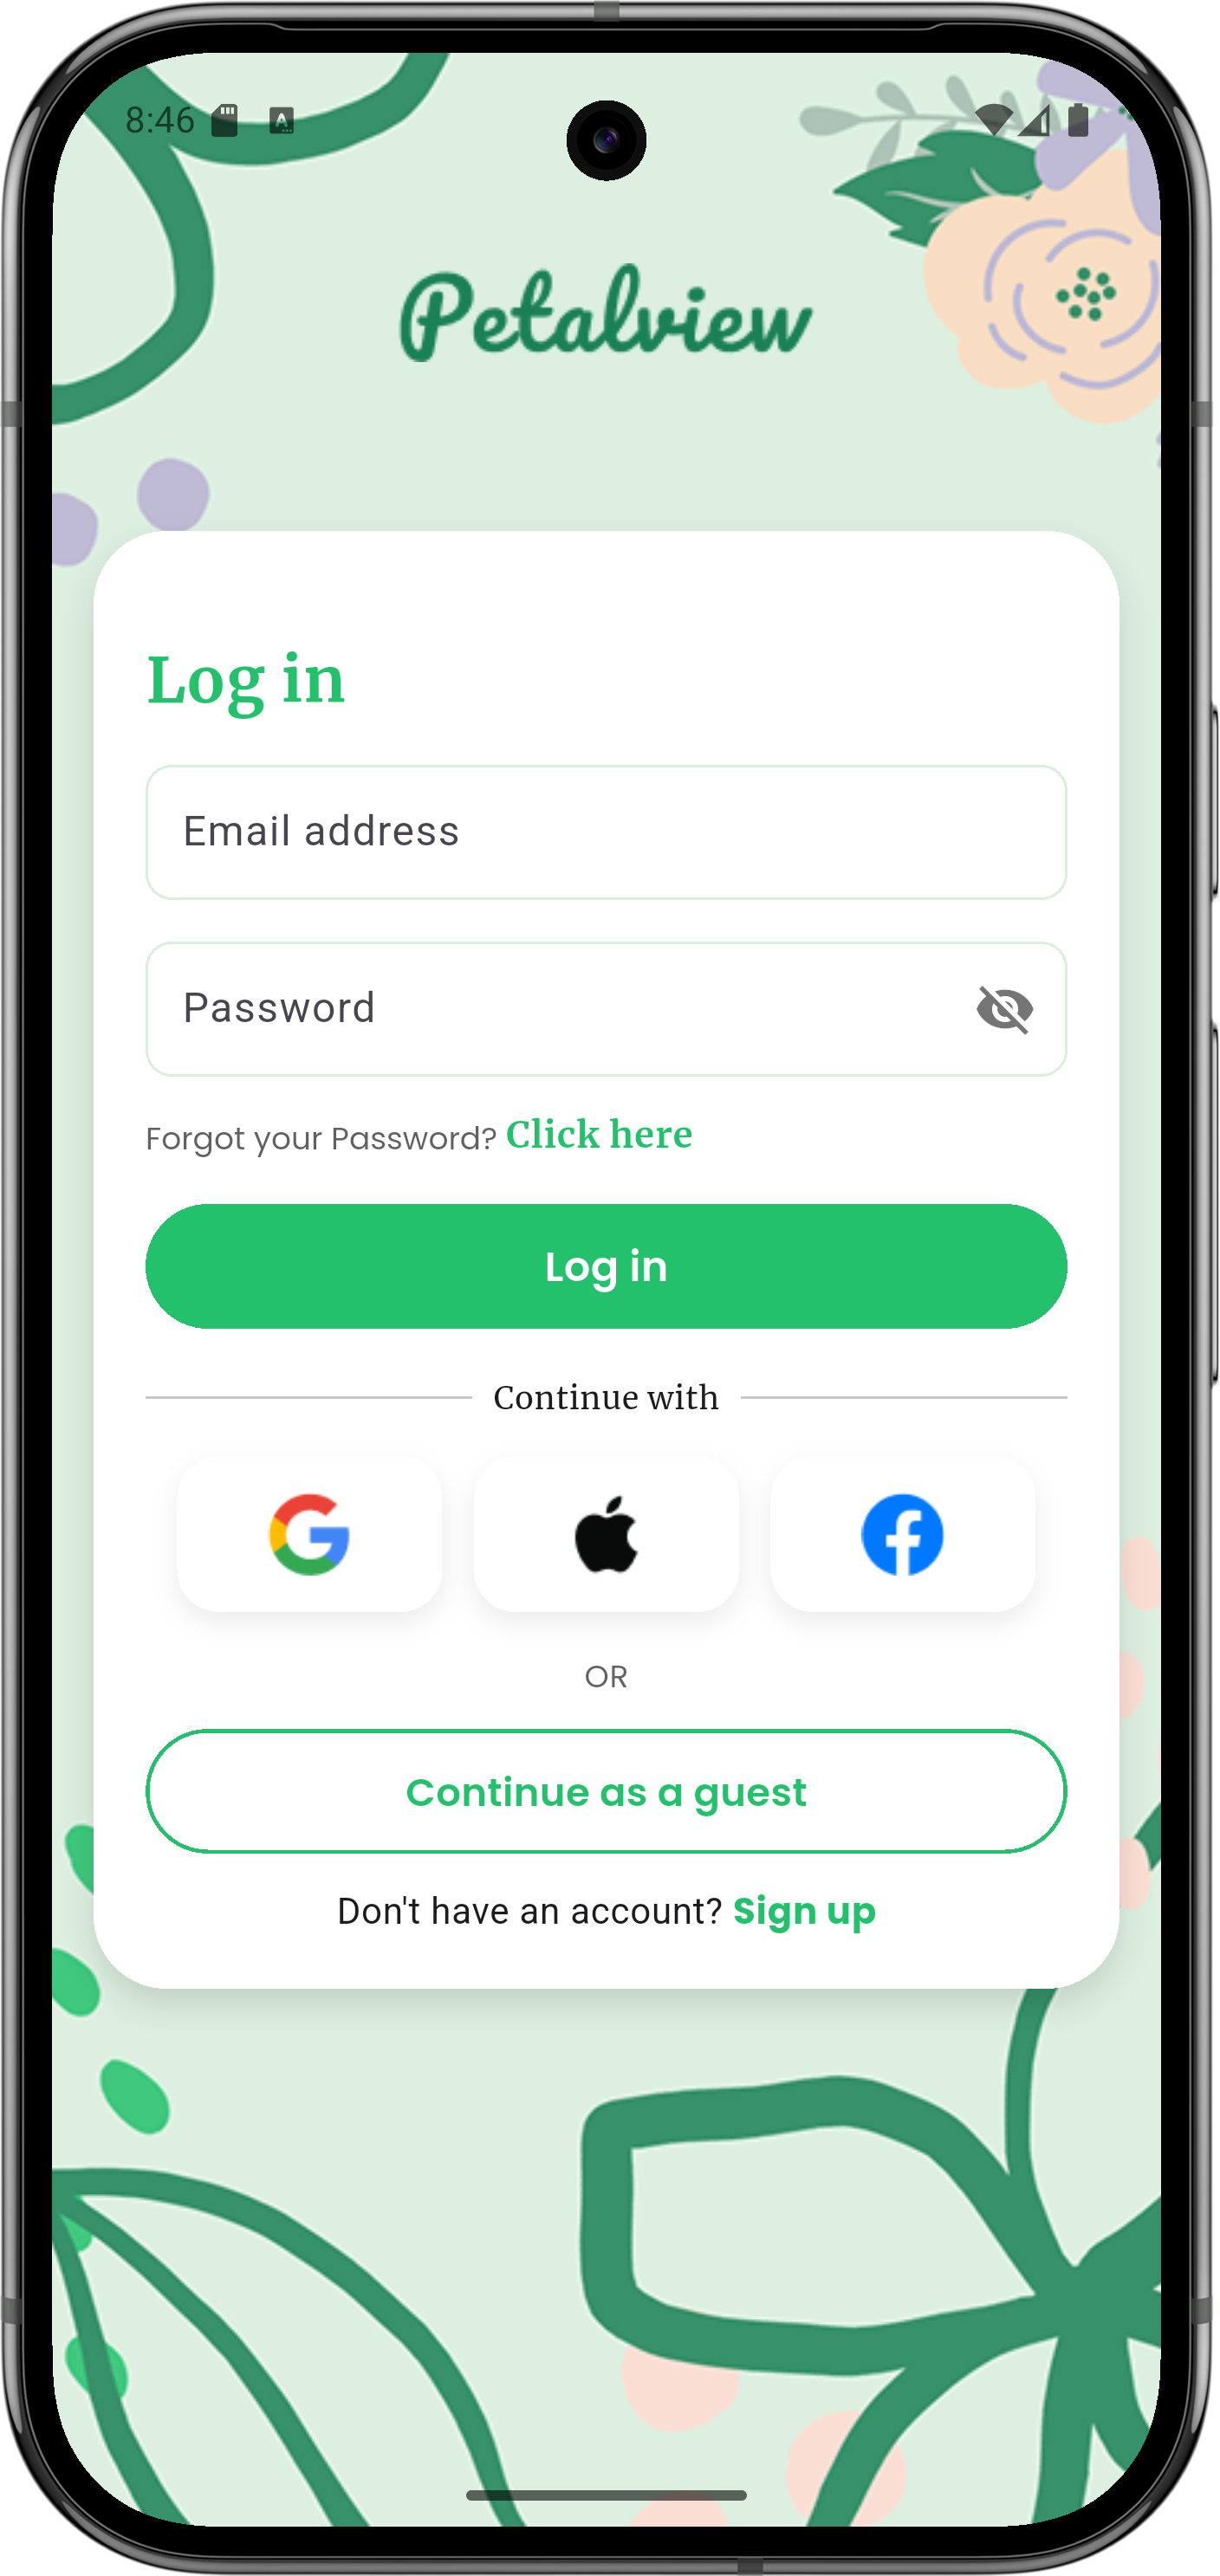 8:46
Petalview
Log in
Email address
Password
Forgot your Password? Click here
Log in
Continue with
OR
Continue as a guest
Don't have an account? Sign up